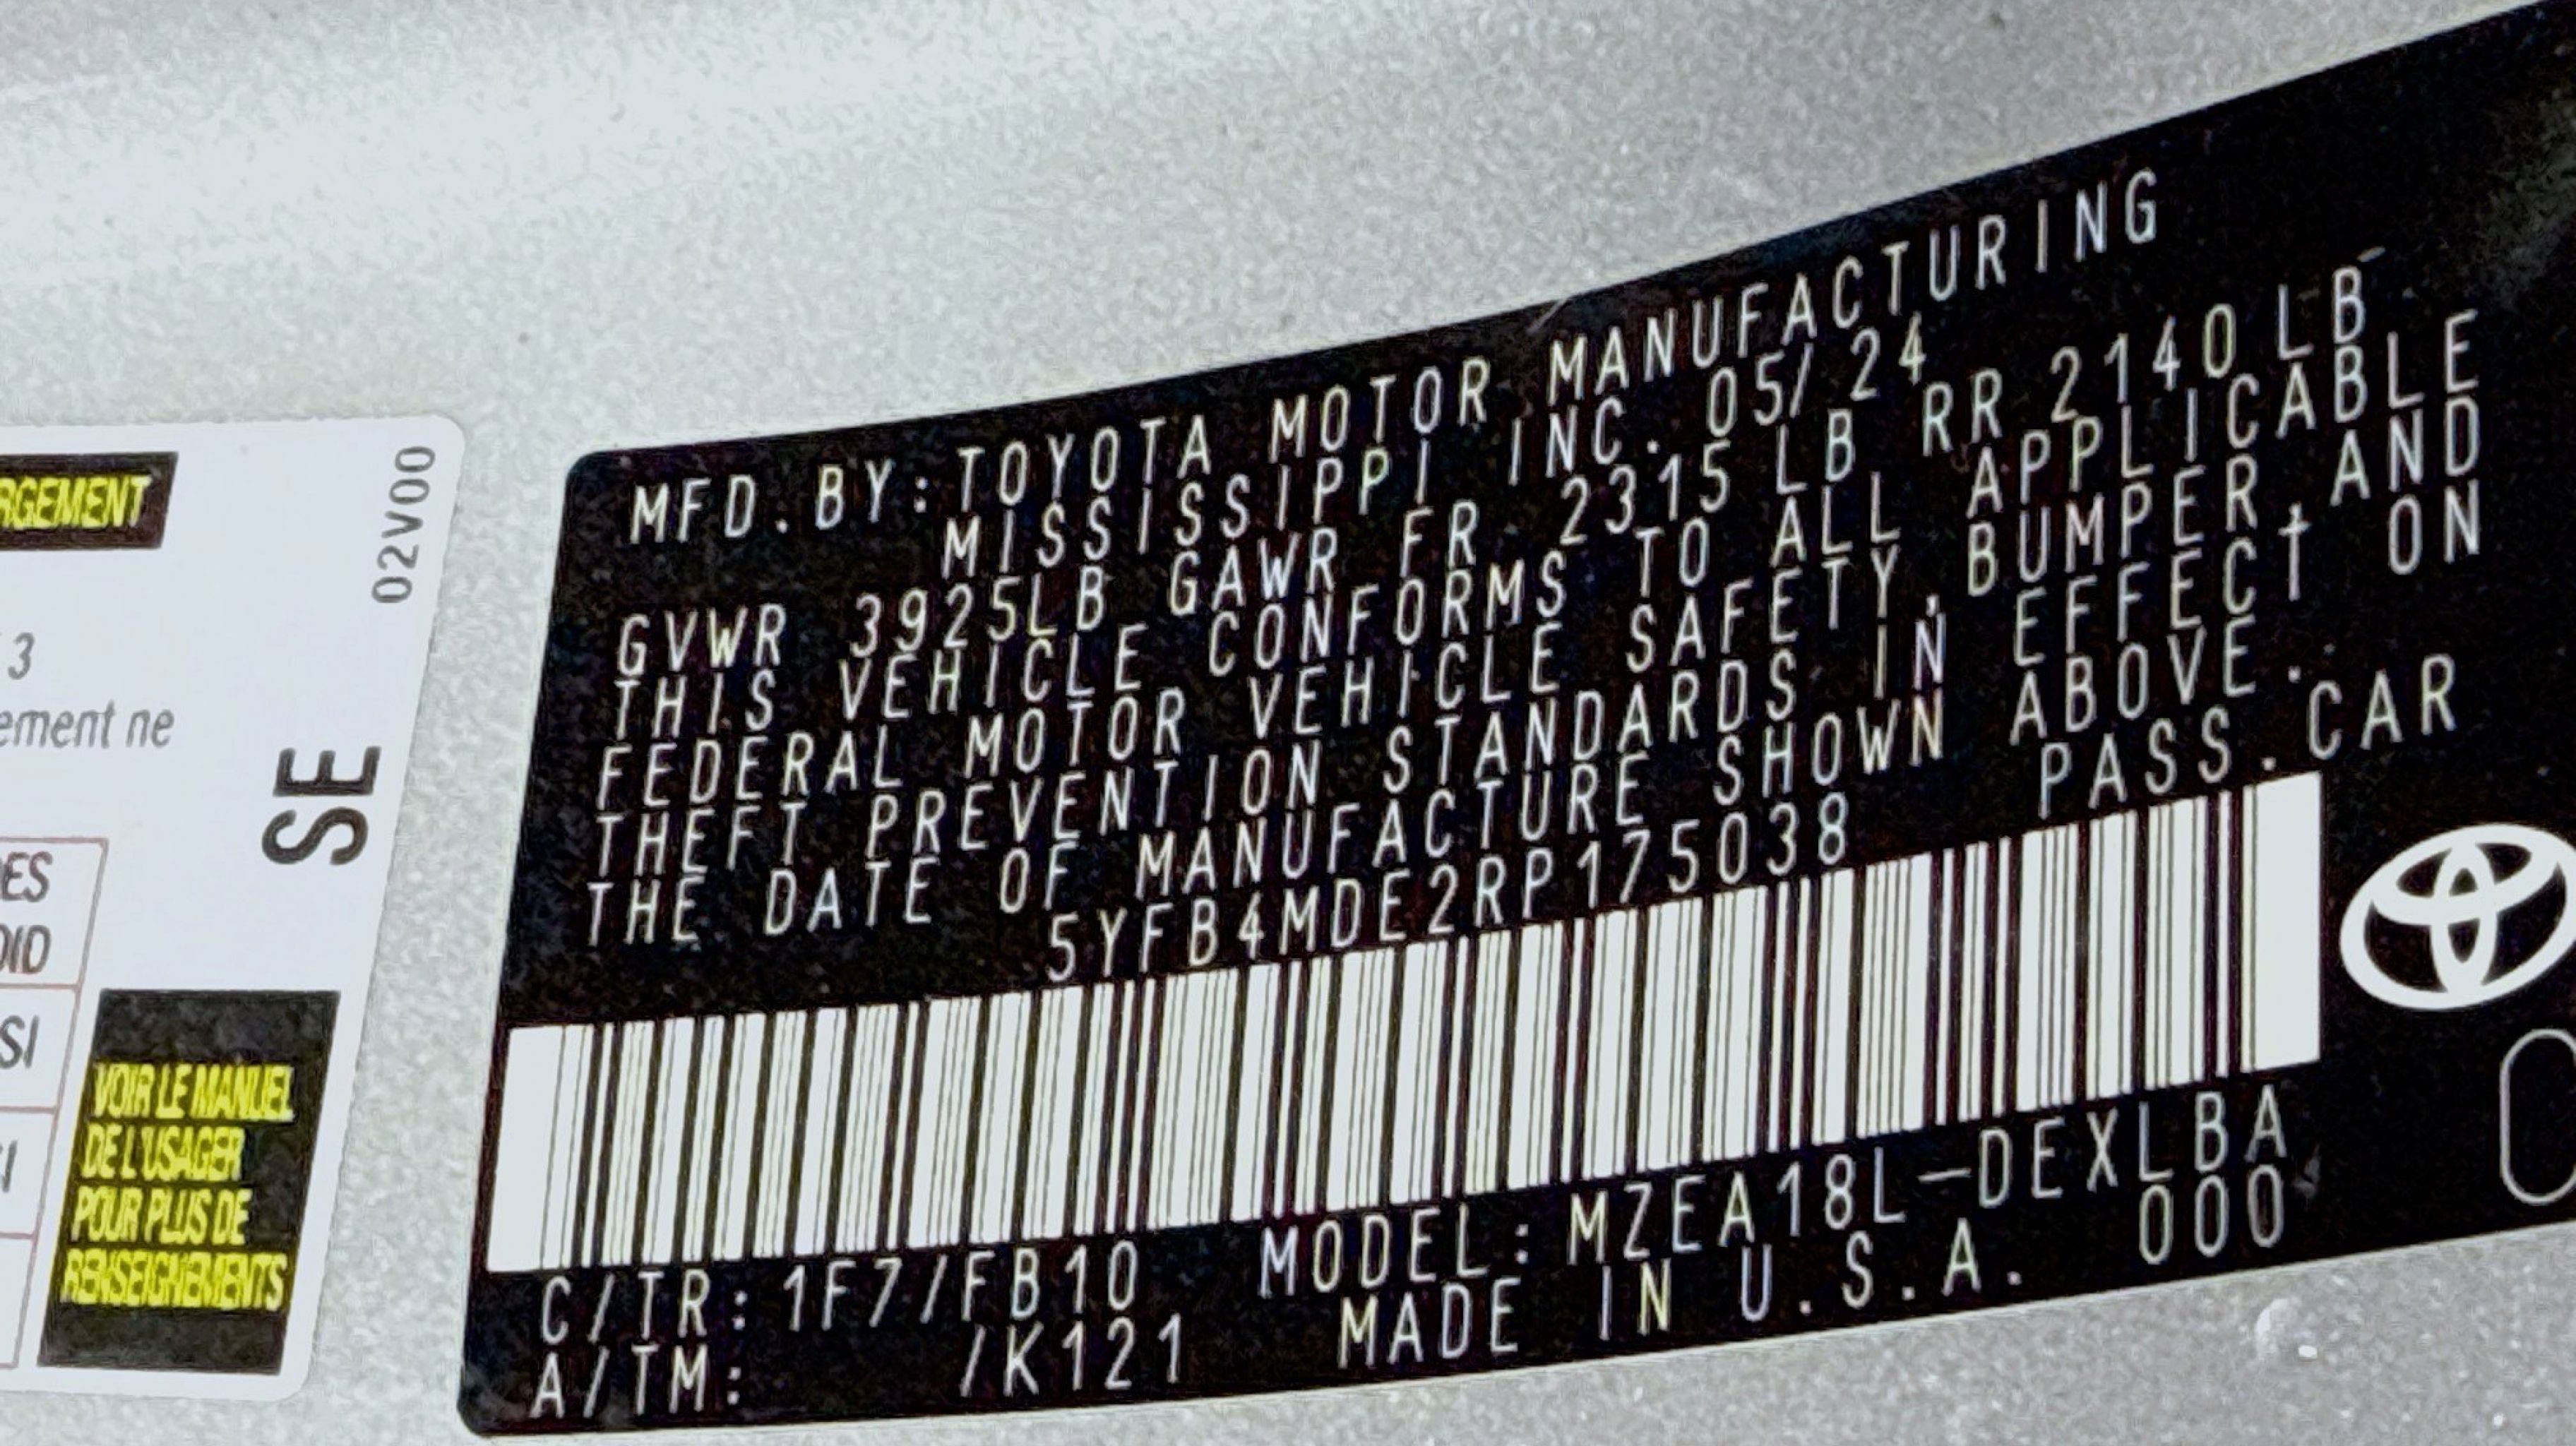 RGEMENT
02V00
3
ement ne
SE
ES
OID
SI
VOIR LE MANUEL
DE L'USAGER
POUR PLUS DE
RENSEIGNEMENTS
MFD.BY:TOYOTA MOTOR MANUFACTURING
MISSISSIPPI INC. 05/24
GVWR 3925LB GAWR FR 2315 LB RR 2140 LB
THIS VEHICLE CONFORMS TO ALL APPLICABLE
FEDERAL MOTOR VEHICLE SAFETY, BUMPER, AND
THEFT PREVENTION STANDARDS IN EFFECT ON
THE DATE OF MANUFACTURE SHOWN ABOVE.
5YFB4MDE2RP175038 PASS.CAR
C/TR:1F7/FB10 MODEL:MZEA18L-DEXLBA
A/TM: /K121 MADE IN U.S.A. 000